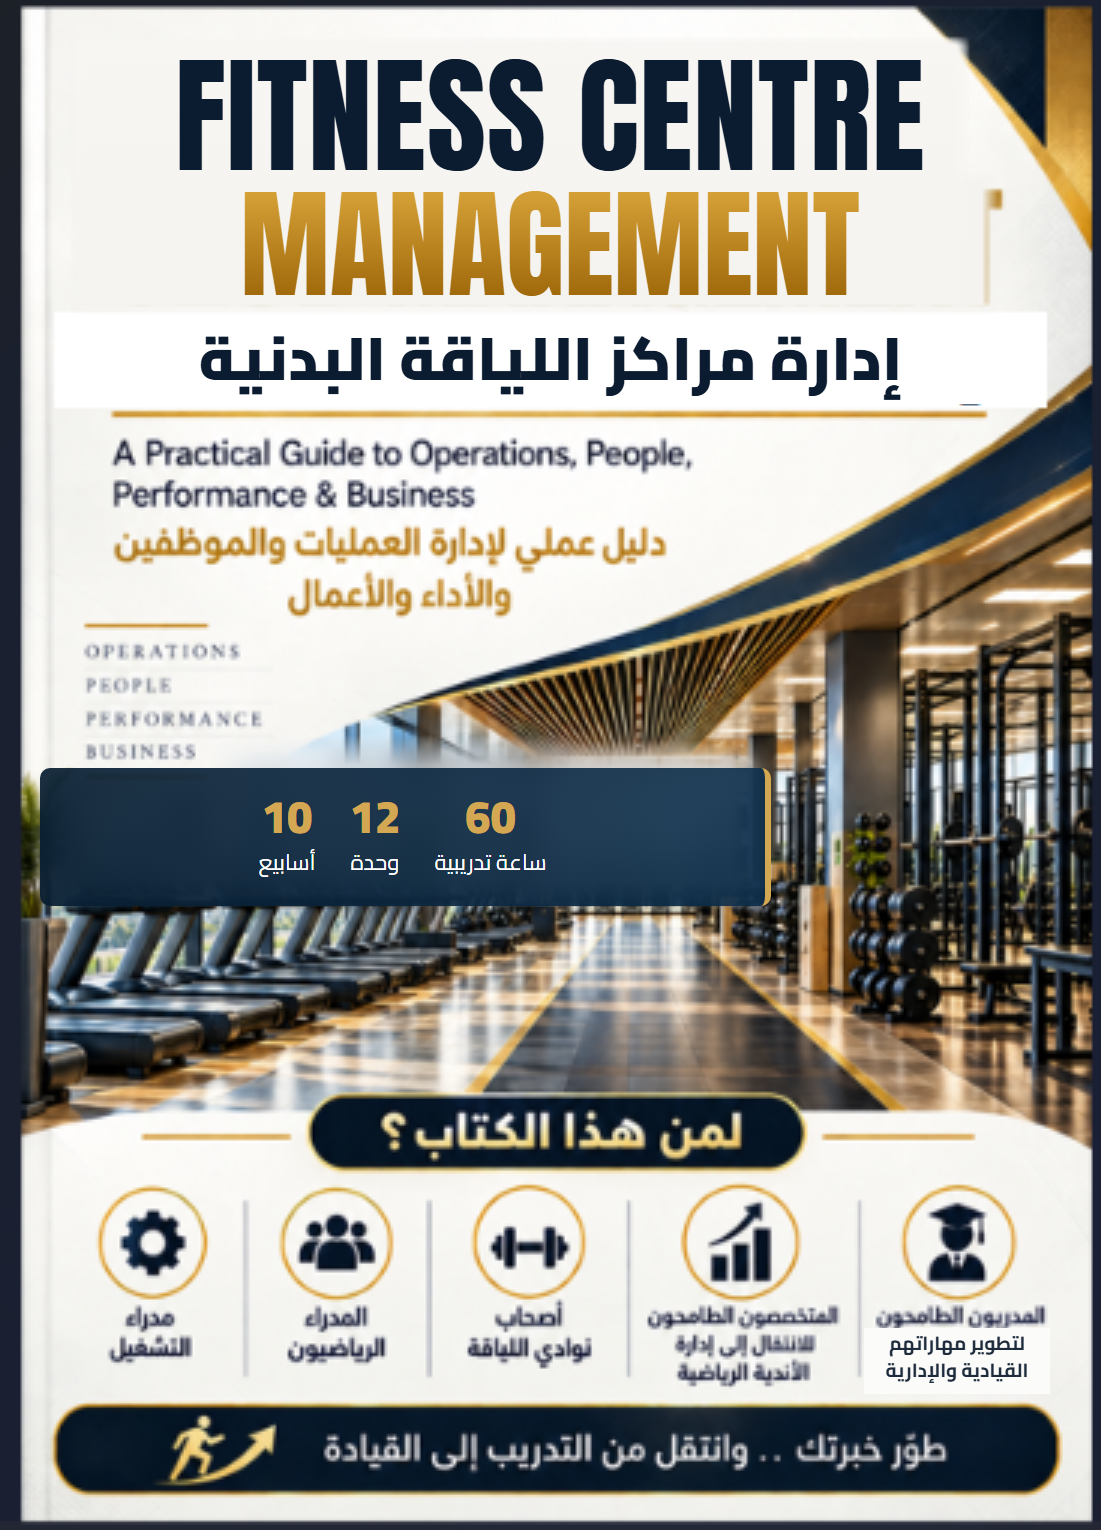 FITNESS CENTRE
MANAGEMENT
إدارة مراكز اللياقة البدنية
A Practical Guide to Operations, People,
Performance & Business
دليل عملي لإدارة العمليات والموظفين
والأداء والأعمال
OPERATIONS
PEOPLE
PERFORMANCE
BUSINESS
60 12 10
ساعة تدريبية وحدة أسابيع
لمن هذا الكتاب؟
المدربون الطامحون
لتطوير مهاراتهم
القيادية والإدارية
المتخصصون الطامحون
للانتقال إلى إدارة
الأندية الرياضية
أصحاب
نوادي اللياقة
المدراء
الرياضيون
مدراء
التشغيل
طوّر خبرتك .. وانتقل من التدريب إلى القيادة